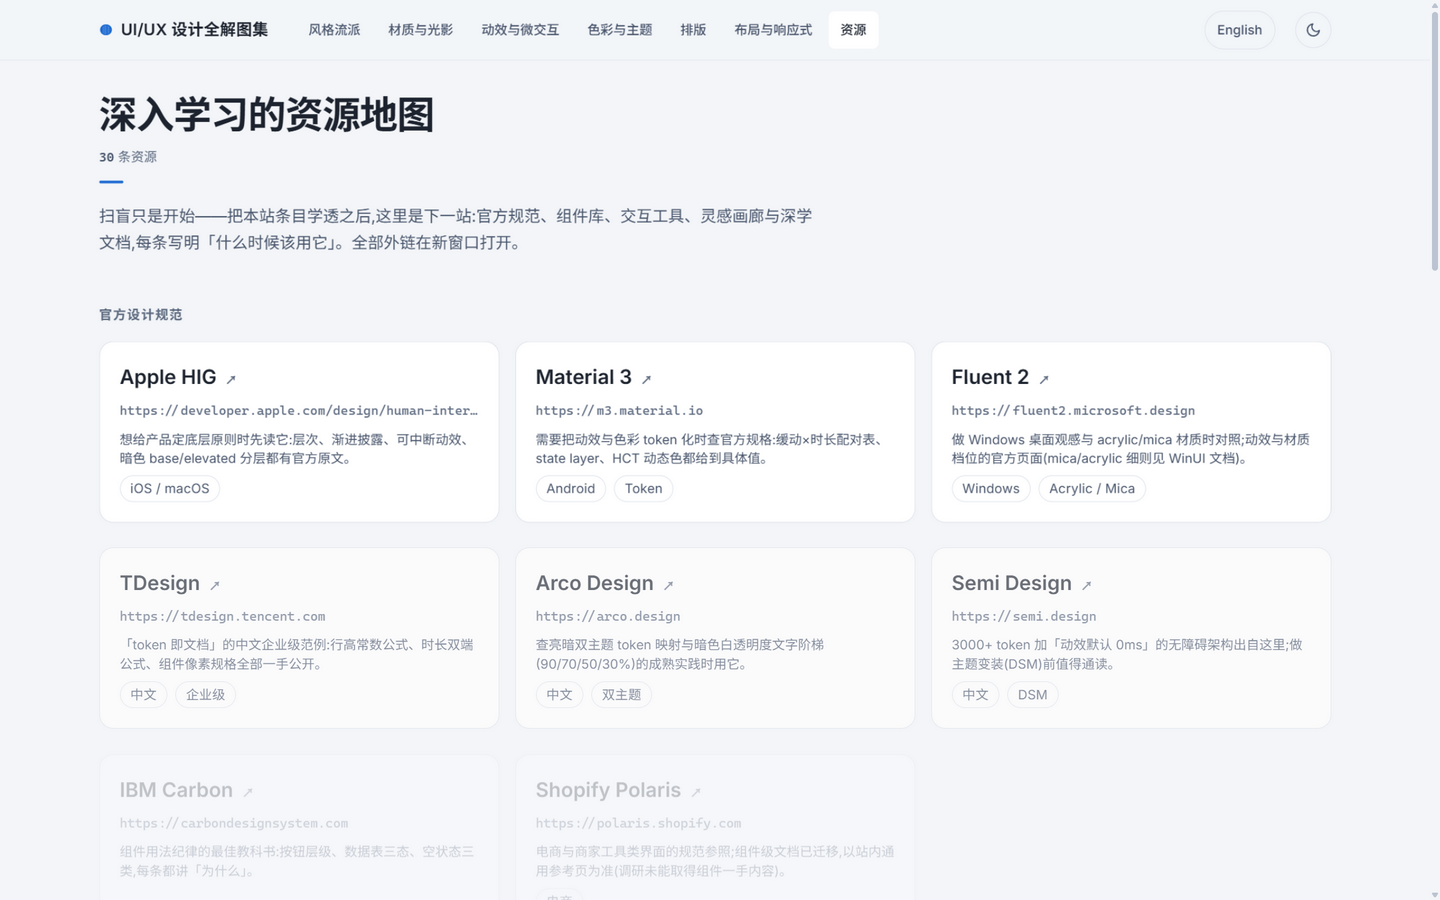 UI/UX 设计全解图集
风格流派
材质与光影
动效与微交互
色彩与主题
排版
布局与响应式
资源
English
深入学习的资源地图
30 条资源
扫盲只是开始——把本站条目学透之后,这里是下一站:官方规范、组件库、交互工具、灵感画廊与深学
文档,每条写明「什么时候该用它」。全部外链在新窗口打开。
官方设计规范
Apple HIG ↗
https://developer.apple.com/design/human-inter…
想给产品定底层原则时先读它:层次、渐进披露、可中断动效、
暗色 base/elevated 分层都有官方原文。
iOS / macOS
Material 3 ↗
https://m3.material.io
需要把动效与色彩 token 化时查官方规格:缓动×时长配对表、
state layer、HCT 动态色都给到具体值。
Android
Token
Fluent 2 ↗
https://fluent2.microsoft.design
做 Windows 桌面观感与 acrylic/mica 材质时对照;动效与材质
档位的官方页面(mica/acrylic 细则见 WinUI 文档)。
Windows
Acrylic / Mica
TDesign ↗
https://tdesign.tencent.com
「token 即文档」的中文企业级范例:行高常数公式、时长双端
公式、组件像素规格全部一手公开。
中文
企业级
Arco Design ↗
https://arco.design
查亮暗双主题 token 映射与暗色白透明度文字阶梯
(90/70/50/30%)的成熟实践时用它。
中文
双主题
Semi Design ↗
https://semi.design
3000+ token 加「动效默认 0ms」的无障碍架构出自这里;做
主题变装(DSM)前值得通读。
中文
DSM
IBM Carbon ↗
https://carbondesignsystem.com
组件用法纪律的最佳教科书:按钮层级、数据表三态、空状态三
类,每条都讲「为什么」。
Shopify Polaris ↗
https://polaris.shopify.com
电商与商家工具类界面的规范参照;组件级文档已迁移,以站内通
用参考页为准(调研未能取得组件一手内容)。